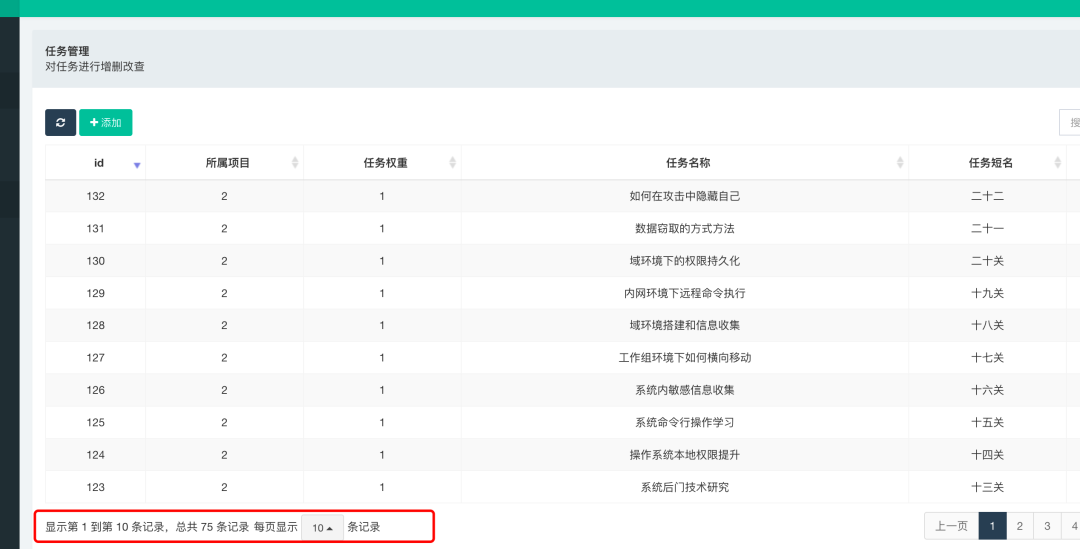 任务管理
对任务进行增删改查
添加
搜
id 所属项目 任务权重 任务名称 任务短名
132 2 1 如何在攻击中隐藏自己 二十二
131 2 1 数据窃取的方式方法 二十一
130 2 1 域环境下的权限持久化 二十关
129 2 1 内网环境下远程命令执行 十九关
128 2 1 域环境搭建和信息收集 十八关
127 2 1 工作组环境下如何横向移动 十七关
126 2 1 系统内敏感信息收集 十六关
125 2 1 系统命令行操作学习 十五关
124 2 1 操作系统本地权限提升 十四关
123 2 1 系统后门技术研究 十三关
显示第 1 到第 10 条记录，总共 75 条记录 每页显示 10 条记录 上一页 1 2 3 4